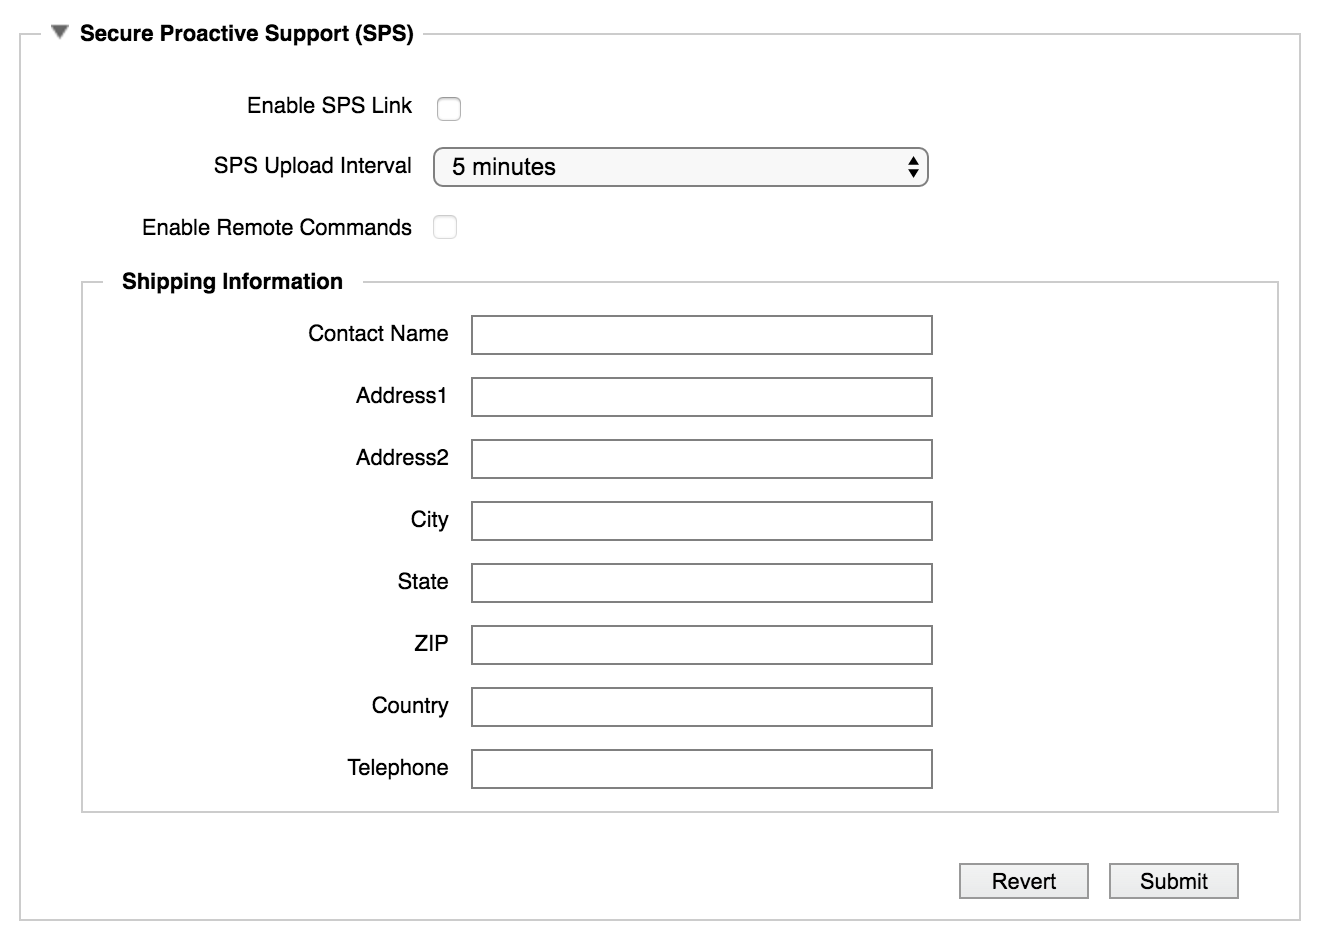 Secure Proactive Support (SPS)
Enable SPS Link
SPS Upload Interval 5 minutes
Enable Remote Commands
Shipping Information
Contact Name
Address1
Address2
City
State
ZIP
Country
Telephone
Revert Submit